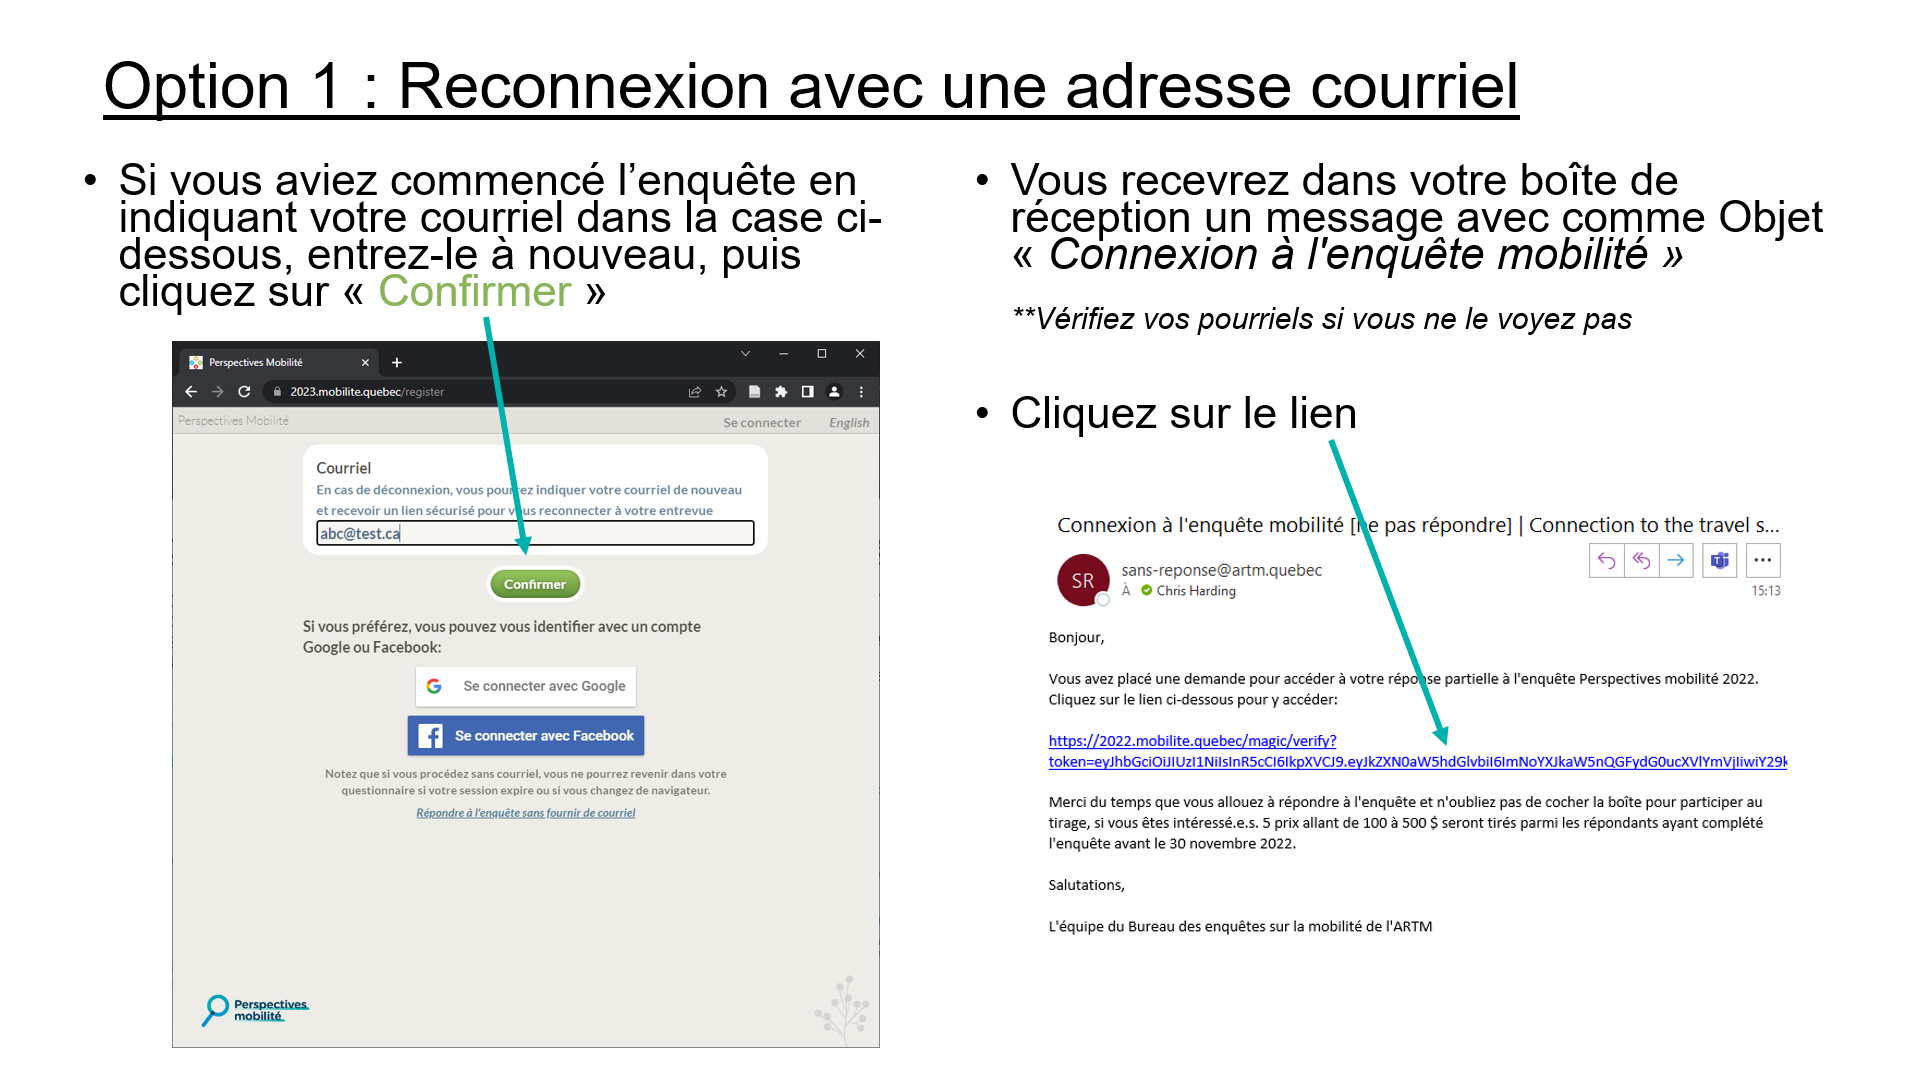 Option 1 : Reconnexion avec une adresse courriel
• Si vous aviez commencé l’enquête en
indiquant votre courriel dans la case ci-
dessous, entrez-le à nouveau, puis
cliquez sur « Confirmer »
Perspectives Mobilité
2023.mobilite.quebec/register
Perspectives Mobilité
Se connecter
English
Courriel
En cas de déconnexion, vous pourrez indiquer votre courriel de nouveau
et recevoir un lien sécurisé pour vous reconnecter à votre entrevue
abc@test.ca
Confirmer
Si vous préférez, vous pouvez vous identifier avec un compte
Google ou Facebook:
Se connecter avec Google
Se connecter avec Facebook
Notez que si vous procédez sans courriel, vous ne pourrez revenir dans votre
questionnaire si votre session expire ou si vous changez de navigateur.
Répondre à l'enquête sans fournir de courriel
Perspectives
mobilité
• Vous recevrez dans votre boîte de
réception un message avec comme Objet
« Connexion à l'enquête mobilité »
**Vérifiez vos pourriels si vous ne le voyez pas
• Cliquez sur le lien
Connexion à l'enquête mobilité [ne pas répondre] | Connection to the travel s...
SR
sans-reponse@artm.quebec
À Chris Harding
15:13
Bonjour,
Vous avez placé une demande pour accéder à votre réponse partielle à l'enquête Perspectives mobilité 2022.
Cliquez sur le lien ci-dessous pour y accéder:
https://2022.mobilite.quebec/magic/verify?
token=eyJhbGciOiJIUzI1NiIsInR5cCI6IkpXVCJ9.eyJkZXN0aW5hdGlvbiI6ImNoYXJkaW5nQGFydG0ucXVlYmVjIiwiY29k
Merci du temps que vous allouez à répondre à l'enquête et n'oubliez pas de cocher la boîte pour participer au
tirage, si vous êtes intéressé.e.s. 5 prix allant de 100 à 500 $ seront tirés parmi les répondants ayant complété
l'enquête avant le 30 novembre 2022.
Salutations,
L'équipe du Bureau des enquêtes sur la mobilité de l'ARTM